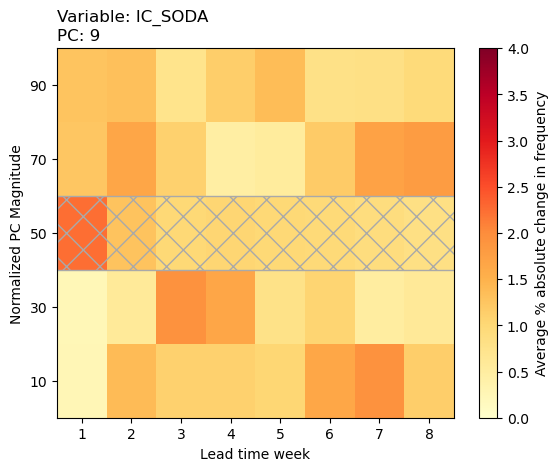 Variable: IC_SODA
PC: 9
90
70
50
30
10
Normalized PC Magnitude
1 2 3 4 5 6 7 8
Lead time week
4.0
3.5
3.0
2.5
2.0
1.5
1.0
0.5
0.0
Average % absolute change in frequency